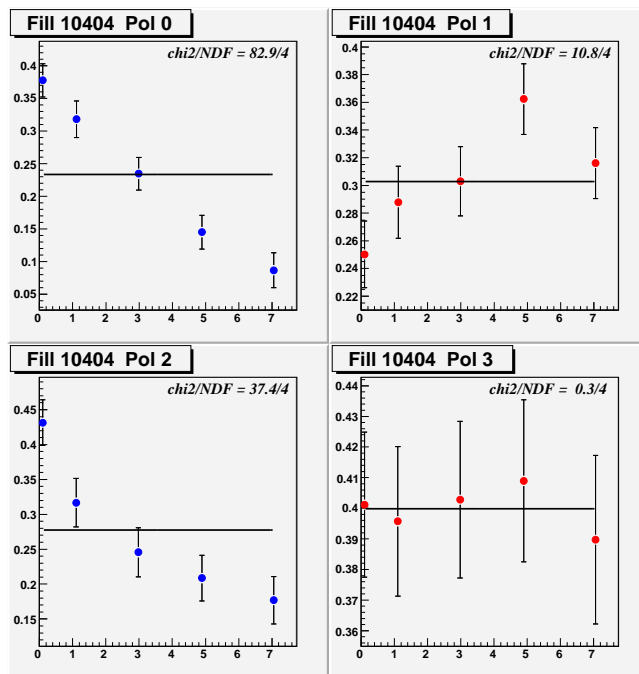 Fill 10404 Pol 0
chi2/NDF = 82.9/4
0.4
0.35
0.3
0.25
0.2
0.15
0.1
0.05
0 1 2 3 4 5 6 7
Fill 10404 Pol 1
chi2/NDF = 10.8/4
0.4
0.38
0.36
0.34
0.32
0.3
0.28
0.26
0.24
0.22
0 1 2 3 4 5 6 7
Fill 10404 Pol 2
chi2/NDF = 37.4/4
0.45
0.4
0.35
0.3
0.25
0.2
0.15
0 1 2 3 4 5 6 7
Fill 10404 Pol 3
chi2/NDF = 0.3/4
0.44
0.43
0.42
0.41
0.4
0.39
0.38
0.37
0.36
0 1 2 3 4 5 6 7